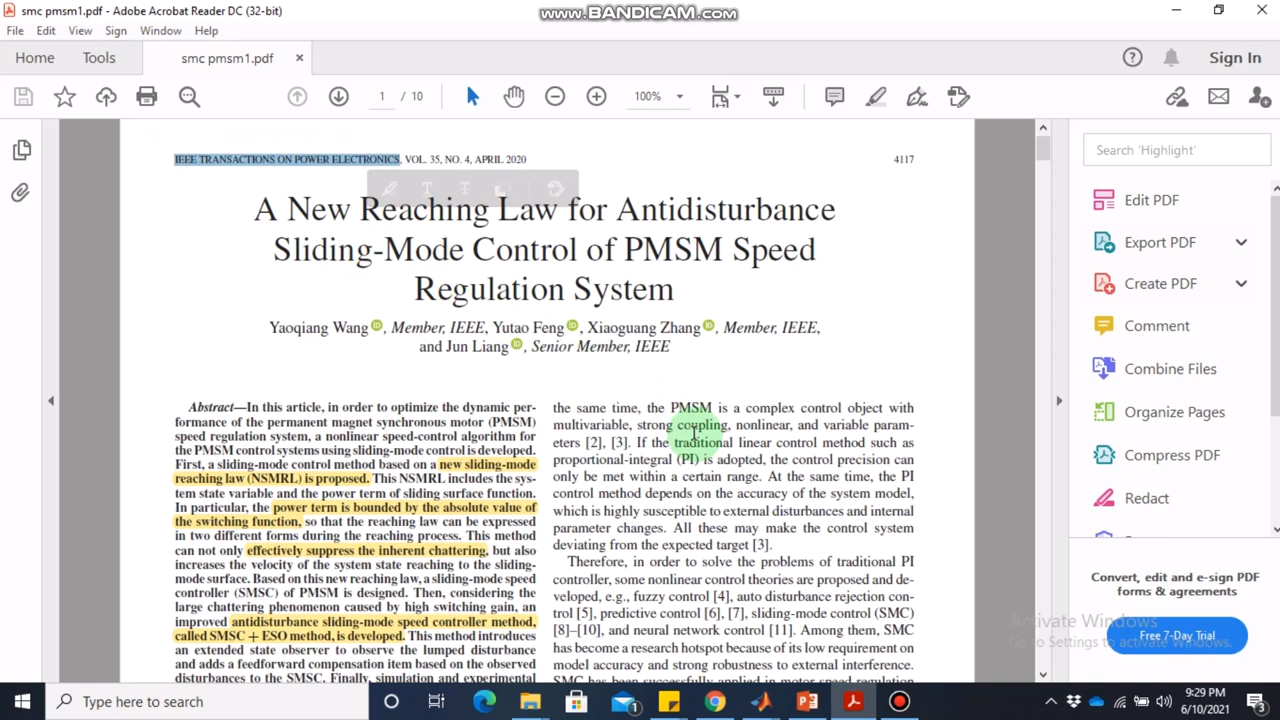 smc pmsm1.pdf - Adobe Acrobat Reader DC (32-bit)
www.BANDICAM.com
File Edit View Sign Window Help
Home Tools smc pmsm1.pdf Sign In
1 / 10 100%
IEEE TRANSACTIONS ON POWER ELECTRONICS, VOL. 35, NO. 4, APRIL 2020 4117
A New Reaching Law for Antidisturbance
Sliding-Mode Control of PMSM Speed
Regulation System
Yaoqiang Wang, Member, IEEE, Yutao Feng, Xiaoguang Zhang, Member, IEEE,
and Jun Liang, Senior Member, IEEE
Abstract—In this article, in order to optimize the dynamic per-
formance of the permanent magnet synchronous motor (PMSM)
speed regulation system, a nonlinear speed-control algorithm for
the PMSM control systems using sliding-mode control is developed.
First, a sliding-mode control method based on a new sliding-mode
reaching law (NSMRL) is proposed. This NSMRL includes the sys-
tem state variable and the power term of sliding surface function.
In particular, the power term is bounded by the absolute value of
the switching function, so that the reaching law can be expressed
in two different forms during the reaching process. This method
can not only effectively suppress the inherent chattering, but also
increases the velocity of the system state reaching to the sliding-
mode surface. Based on this new reaching law, a sliding-mode speed
controller (SMSC) of PMSM is designed. Then, considering the
large chattering phenomenon caused by high switching gain, an
improved antidisturbance sliding-mode speed controller method,
called SMSC + ESO method, is developed. This method introduces
an extended state observer to observe the lumped disturbance
and adds a feedforward compensation item based on the observed
disturbances to the SMSC. Finally, simulation and experimental
the same time, the PMSM is a complex control object with
multivariable, strong coupling, nonlinear, and variable param-
eters [2], [3]. If the traditional linear control method such as
proportional-integral (PI) is adopted, the control precision can
only be met within a certain range. At the same time, the PI
control method depends on the accuracy of the system model,
which is highly susceptible to external disturbances and internal
parameter changes. All these may make the control system
deviating from the expected target [3].
Therefore, in order to solve the problems of traditional PI
controller, some nonlinear control theories are proposed and de-
veloped, e.g., fuzzy control [4], auto disturbance rejection con-
trol [5], predictive control [6], [7], sliding-mode control (SMC)
[8]–[10], and neural network control [11]. Among them, SMC
has become a research hotspot because of its low requirement on
model accuracy and strong robustness to external interference.
SMC has been successfully applied in motor speed regulation
Search 'Highlight'
Edit PDF
Export PDF
Create PDF
Comment
Combine Files
Organize Pages
Compress PDF
Redact
Convert, edit and e-sign PDF
forms & agreements
Free 7-Day Trial
Activate Windows
Go to Settings to activate Windows.
Type here to search
1
9:29 PM
6/10/2021
3